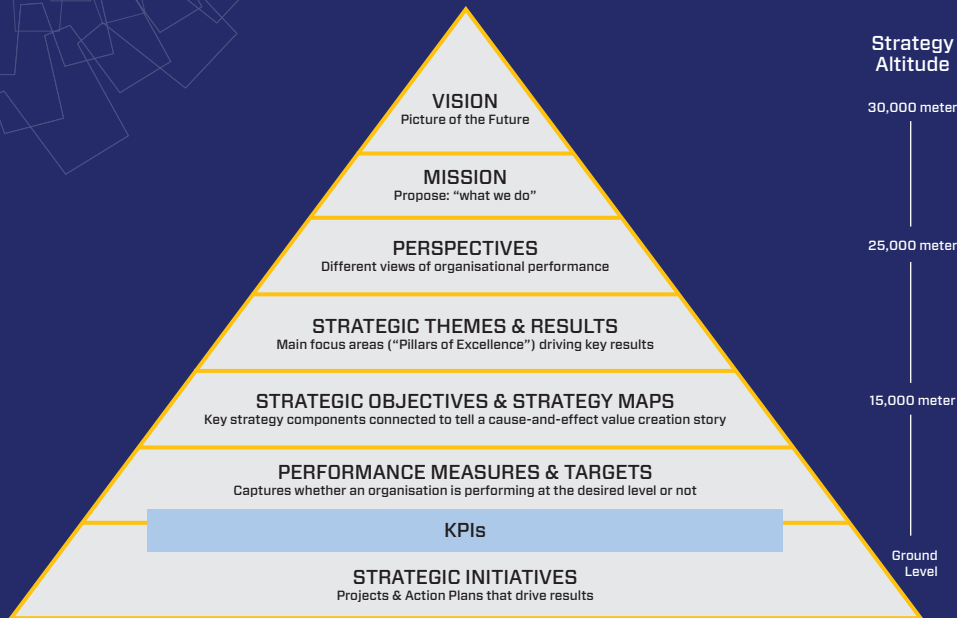 VISION
Picture of the Future
MISSION
Propose: “what we do”
PERSPECTIVES
Different views of organisational performance
STRATEGIC THEMES & RESULTS
Main focus areas (“Pillars of Excellence”) driving key results
STRATEGIC OBJECTIVES & STRATEGY MAPS
Key strategy components connected to tell a cause-and-effect value creation story
PERFORMANCE MEASURES & TARGETS
Captures whether an organisation is performing at the desired level or not
KPIs
STRATEGIC INITIATIVES
Projects & Action Plans that drive results
Strategy
Altitude
30,000 meter
25,000 meter
15,000 meter
Ground
Level